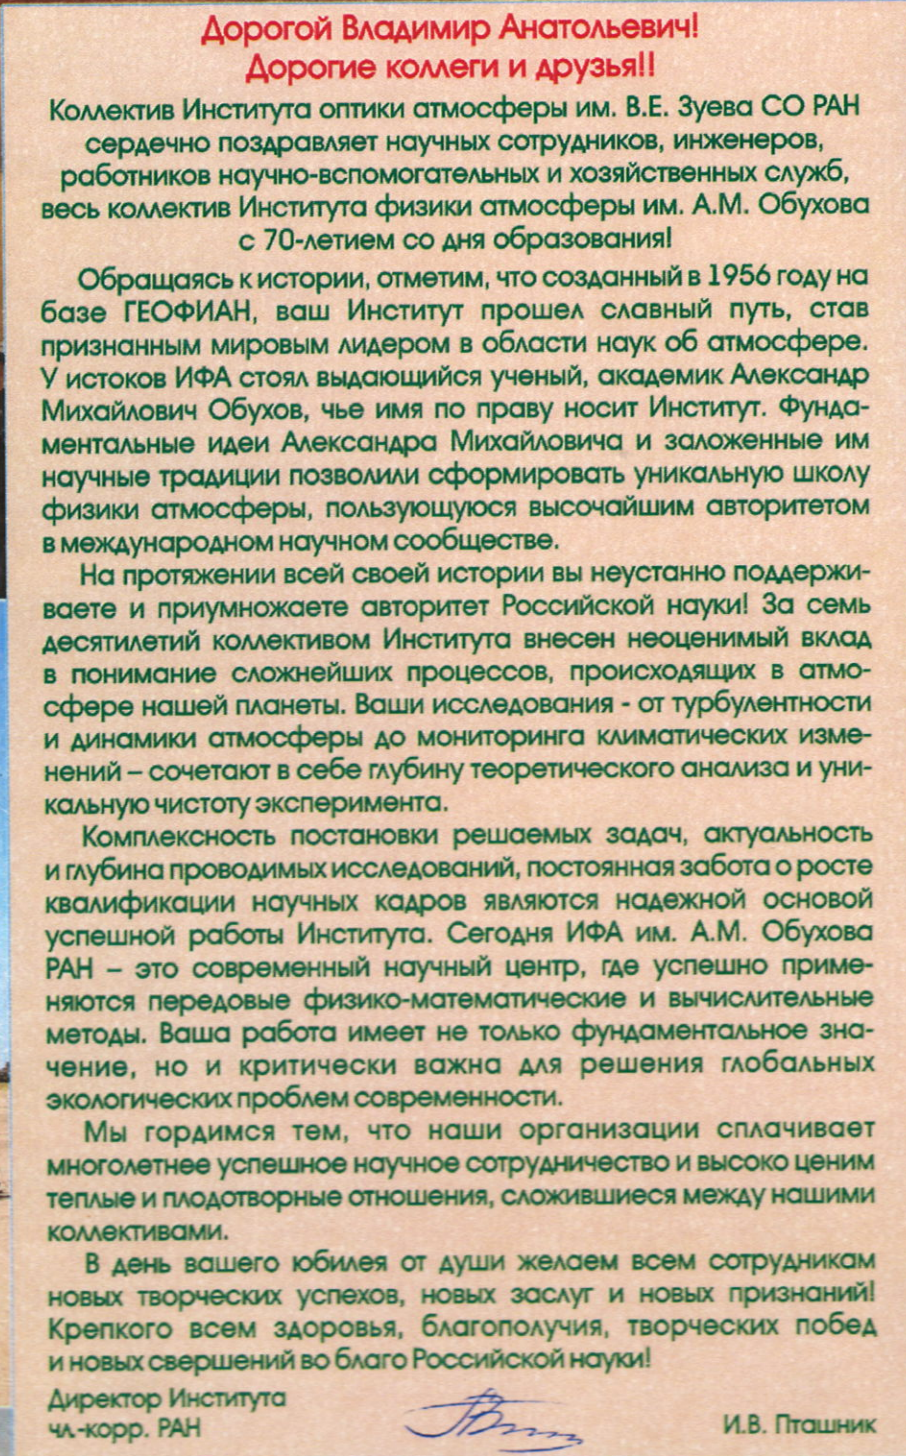 Дорогой Владимир Анатольевич!
Дорогие коллеги и друзья!!
Коллектив Института оптики атмосферы им. В.Е. Зуева СО РАН
сердечно поздравляет научных сотрудников, инженеров,
работников научно-вспомогательных и хозяйственных служб,
весь коллектив Института физики атмосферы им. А.М. Обухова
с 70-летием со дня образования!
Обращаясь к истории, отметим, что созданный в 1956 году на
базе ГЕОФИАН, ваш Институт прошел славный путь, став
признанным мировым лидером в области наук об атмосфере.
У истоков ИФА стоял выдающийся ученый, академик Александр
Михайлович Обухов, чье имя по праву носит Институт. Фунда-
ментальные идеи Александра Михайловича и заложенные им
научные традиции позволили сформировать уникальную школу
физики атмосферы, пользующуюся высочайшим авторитетом
в международном научном сообществе.
На протяжении всей своей истории вы неустанно поддержи-
ваете и приумножаете авторитет Российской науки! За семь
десятилетий коллективом Института внесен неоценимый вклад
в понимание сложнейших процессов, происходящих в атмо-
сфере нашей планеты. Ваши исследования - от турбулентности
и динамики атмосферы до мониторинга климатических изме-
нений – сочетают в себе глубину теоретического анализа и уни-
кальную чистоту эксперимента.
Комплексность постановки решаемых задач, актуальность
и глубина проводимых исследований, постоянная забота о росте
квалификации научных кадров являются надежной основой
успешной работы Института. Сегодня ИФА им. А.М. Обухова
РАН – это современный научный центр, где успешно приме-
няются передовые физико-математические и вычислительные
методы. Ваша работа имеет не только фундаментальное зна-
чение, но и критически важна для решения глобальных
экологических проблем современности.
Мы гордимся тем, что наши организации сплачивает
многолетнее успешное научное сотрудничество и высоко ценим
теплые и плодотворные отношения, сложившиеся между нашими
коллективами.
В день вашего юбилея от души желаем всем сотрудникам
новых творческих успехов, новых заслуг и новых признаний!
Крепкого всем здоровья, благополучия, творческих побед
и новых свершений во благо Российской науки!
Директор Института
чл.-корр. РАН И.В. Пташник